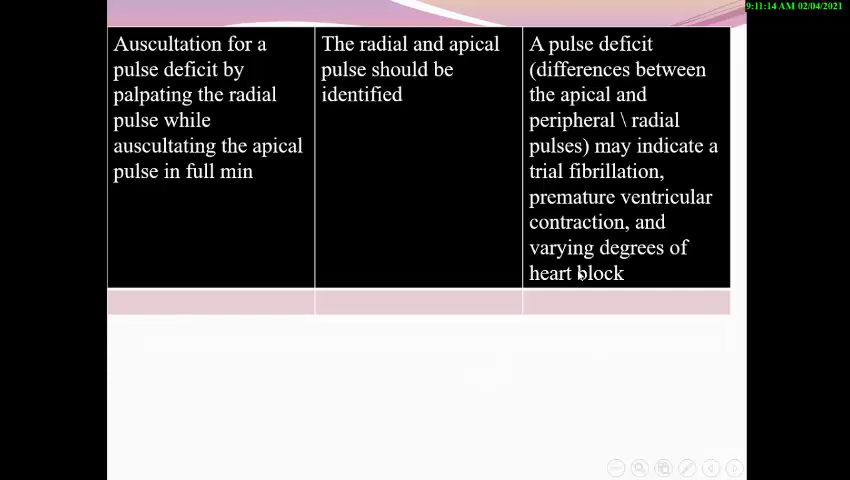 9:11:14 AM 02/04/2021
Auscultation for a
pulse deficit by
palpating the radial
pulse while
auscultating the apical
pulse in full min
The radial and apical
pulse should be
identified
A pulse deficit
(differences between
the apical and
peripheral \ radial
pulses) may indicate a
trial fibrillation,
premature ventricular
contraction, and
varying degrees of
heart block